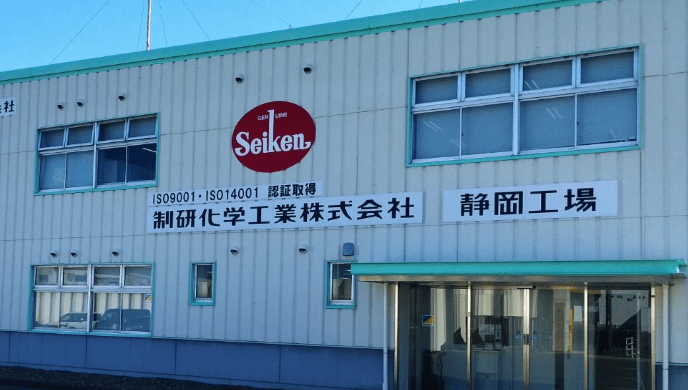 GENUINE
Seiken
会社
ISO9001・ISO14001 認証取得
制研化学工業株式会社
静岡工場